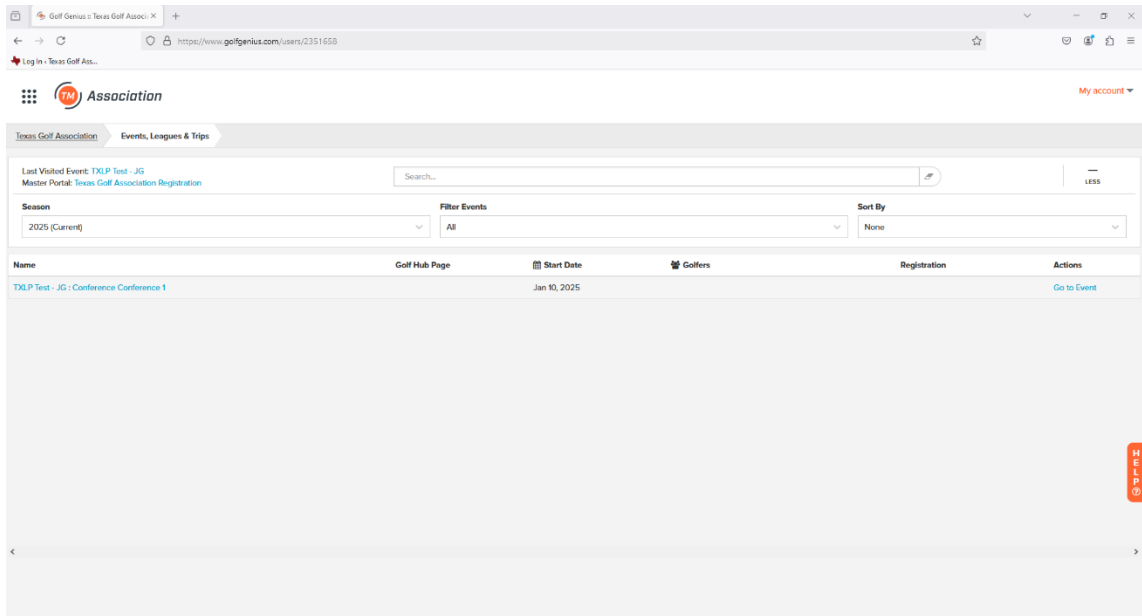 Golf Genius :: Texas Golf Associ
https://www.golfgenius.com/users/2351658
Log In ‹ Texas Golf Ass...
TM Association
My account
Texas Golf Association Events, Leagues & Trips
Last Visited Event: TXLP Test - JG
Master Portal: Texas Golf Association Registration
Search...
LESS
Season Filter Events Sort By
2025 (Current) All None
Name Golf Hub Page Start Date Golfers Registration Actions
TXLP Test - JG : Conference Conference 1 Jan 10, 2025 Go to Event
HELP?